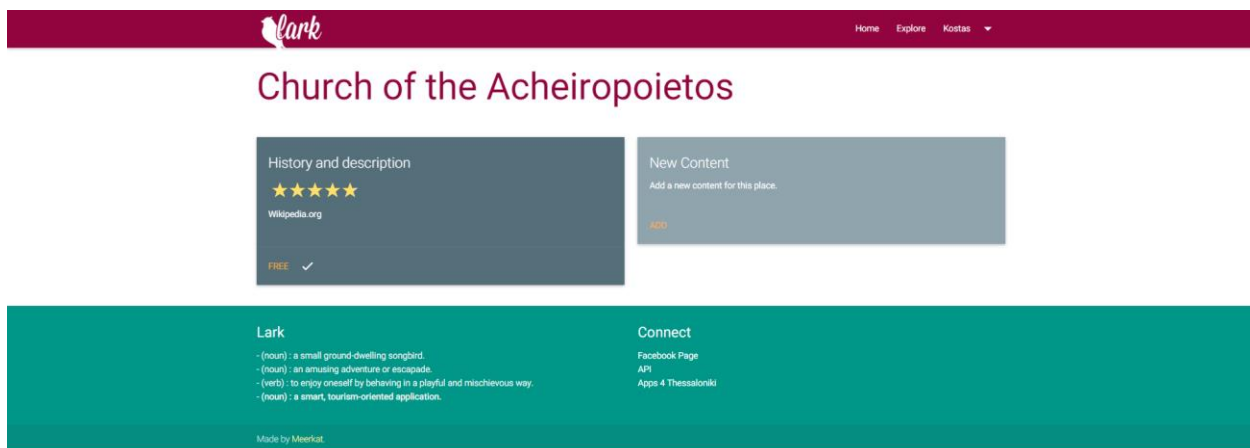 lark
Home Explore Kostas
Church of the Acheiropoietos
History and description
Wikipedia.org
FREE
New Content
Add a new content for this place.
ADD
Lark
- (noun) : a small ground-dwelling songbird.
- (noun) : an amusing adventure or escapade.
- (verb) : to enjoy oneself by behaving in a playful and mischievous way.
- (noun) : a smart, tourism-oriented application.
Connect
Facebook Page
API
Apps 4 Thessaloniki
Made by Meerkat.